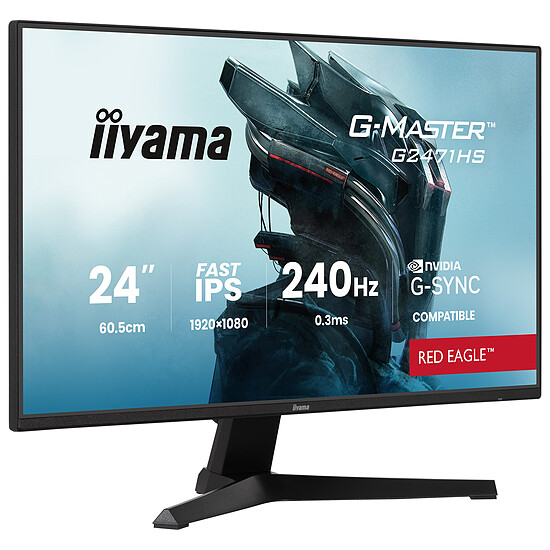 iiyama
G-MASTER™
G2471HS
24″
60.5cm
FAST
IPS
1920×1080
240Hz
0.3ms
NVIDIA
G-SYNC
COMPATIBLE
RED EAGLE™
iiyama